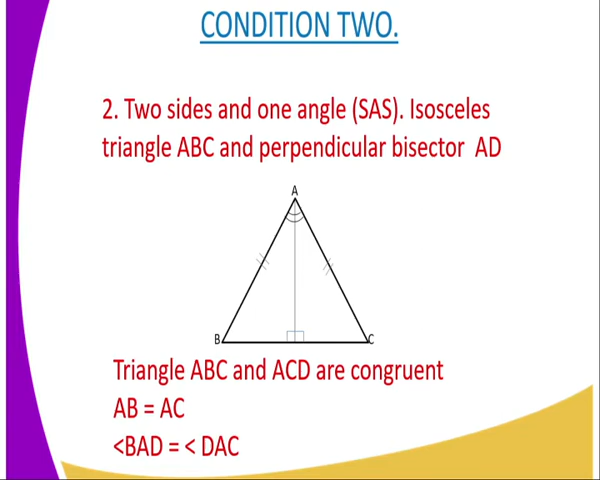 CONDITION TWO.
2. Two sides and one angle (SAS). Isosceles
triangle ABC and perpendicular bisector AD
A
B
C
Triangle ABC and ACD are congruent
AB = AC
<BAD = < DAC